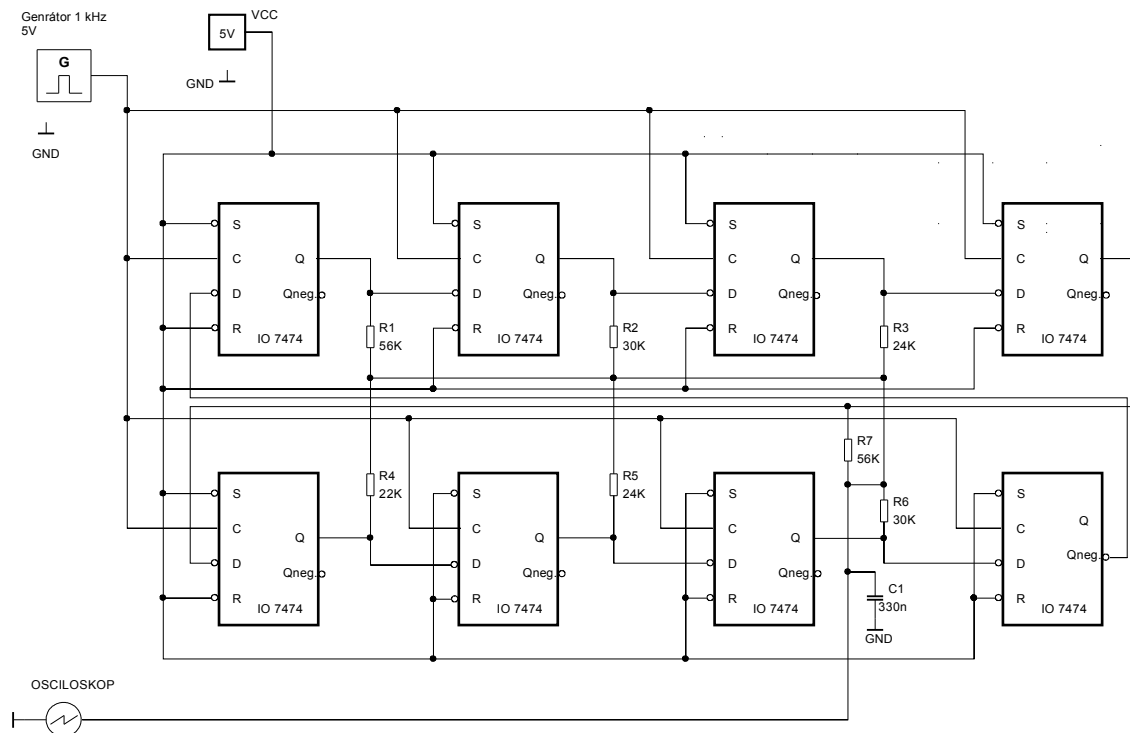 Genrátor 1 kHz
5V
G
GND
VCC
5V
GND
S
C
D
R
Q
Qneg.
IO 7474
S
C
D
R
Q
Qneg.
IO 7474
S
C
D
R
Q
Qneg.
IO 7474
S
C
D
R
Q
Qneg.
IO 7474
R1
56K
R2
30K
R3
24K
R7
56K
R4
22K
R5
24K
R6
30K
S
C
D
R
Q
Qneg.
IO 7474
S
C
D
R
Q
Qneg.
IO 7474
S
C
D
R
Q
Qneg.
IO 7474
S
C
D
R
Q
Qneg.
IO 7474
C1
330n
GND
OSCILOSKOP